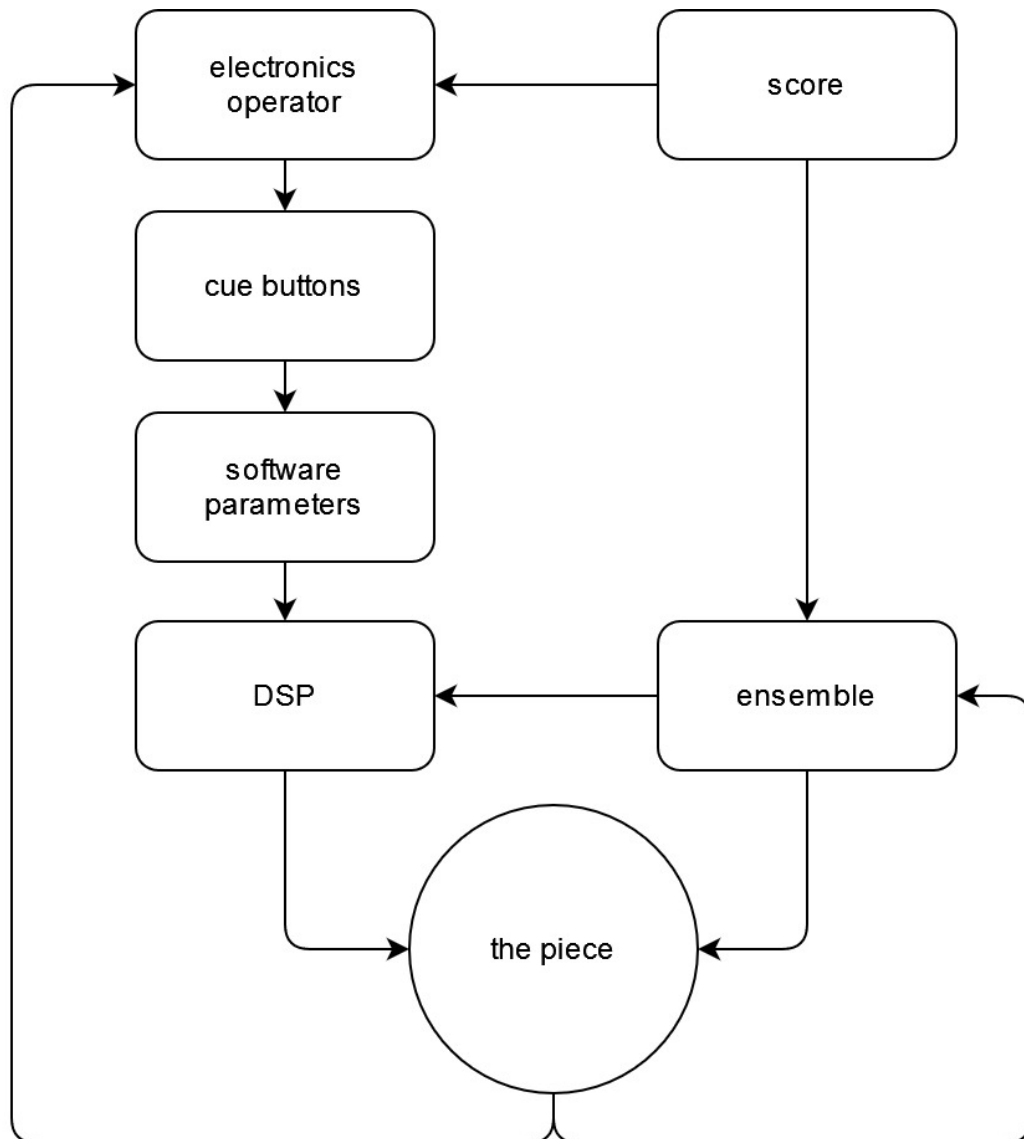 electronics
operator
score
cue buttons
software
parameters
DSP
ensemble
the piece